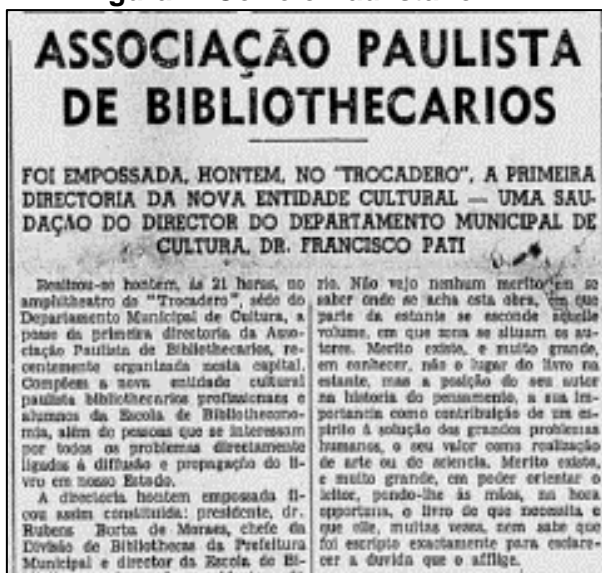 ASSOCIAÇÃO PAULISTA
DE BIBLIOTHECARIOS
FOI EMPOSSADA, HONTEM, NO "TROCADERO", A PRIMEIRA
DIRECTORIA DA NOVA ENTIDADE CULTURAL — UMA SAU-
DAÇÃO DO DIRECTOR DO DEPARTAMENTO MUNICIPAL DE
CULTURA, DR. FRANCISCO PATI
Realizou-se hontem, ás 21 horas, no
amphitheatro do "Trocadero", séde do
Departamento Municipal de Cultura, a
posse da primeira directoria da Asso-
ciação Paulista de Bibliothecarios, re-
centemente organizada nesta capital.
Compõem a nova entidade cultural
paulista bibliothecarios profissionaes e
alumnos da Escola de Bibliothecono-
mia, além de pessoas que se interessam
por todos os problemas directamente
ligados á diffusão e propagação do li-
vro em nosso Estado.
A directoria hontem empossada fi-
cou assim constituida: presidente, dr.
Rubens Borba de Moraes, chefe da
Divisão de Bibliothecas da Prefeitura
Municipal e director da Escola de Bi-
rio. Não vejo nenhum merito em se
saber onde se acha esta obra, em que
parte da estante se esconde aquelle
volume, em que zona se situam os au-
tores. Merito existe, e muito grande,
em conhecer, não o lugar do livro na
estante, mas a posição do seu autor
na historia do pensamento, a sua im-
portancia como contribuição de um es-
pirito á solução dos grandes problemas
humanos, o seu valor como realização
de arte ou de sciencia. Merito existe,
e muito grande, em poder orientar o
leitor, pondo-lhe ás mãos, na hora
opportuna, o livro de que necessita e
que elle, muitas vezes, nem sabe que
foi escripto exactamente para esclare-
cer a duvida que o afflige.